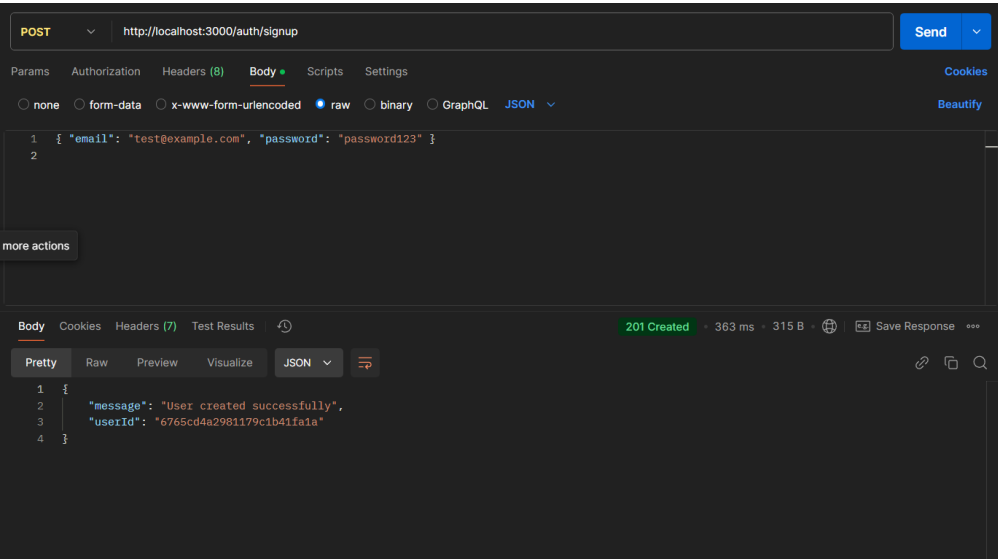 POST http://localhost:3000/auth/signup Send
Params Authorization Headers (8) Body Scripts Settings Cookies
none form-data x-www-form-urlencoded raw binary GraphQL JSON Beautify
1 { "email": "test@example.com", "password": "password123" }
2
more actions
Body Cookies Headers (7) Test Results 201 Created 363 ms 315 B e.g. Save Response
Pretty Raw Preview Visualize JSON
1 {
2 "message": "User created successfully",
3 "userId": "6765cd4a2981179c1b41fa1a"
4 }